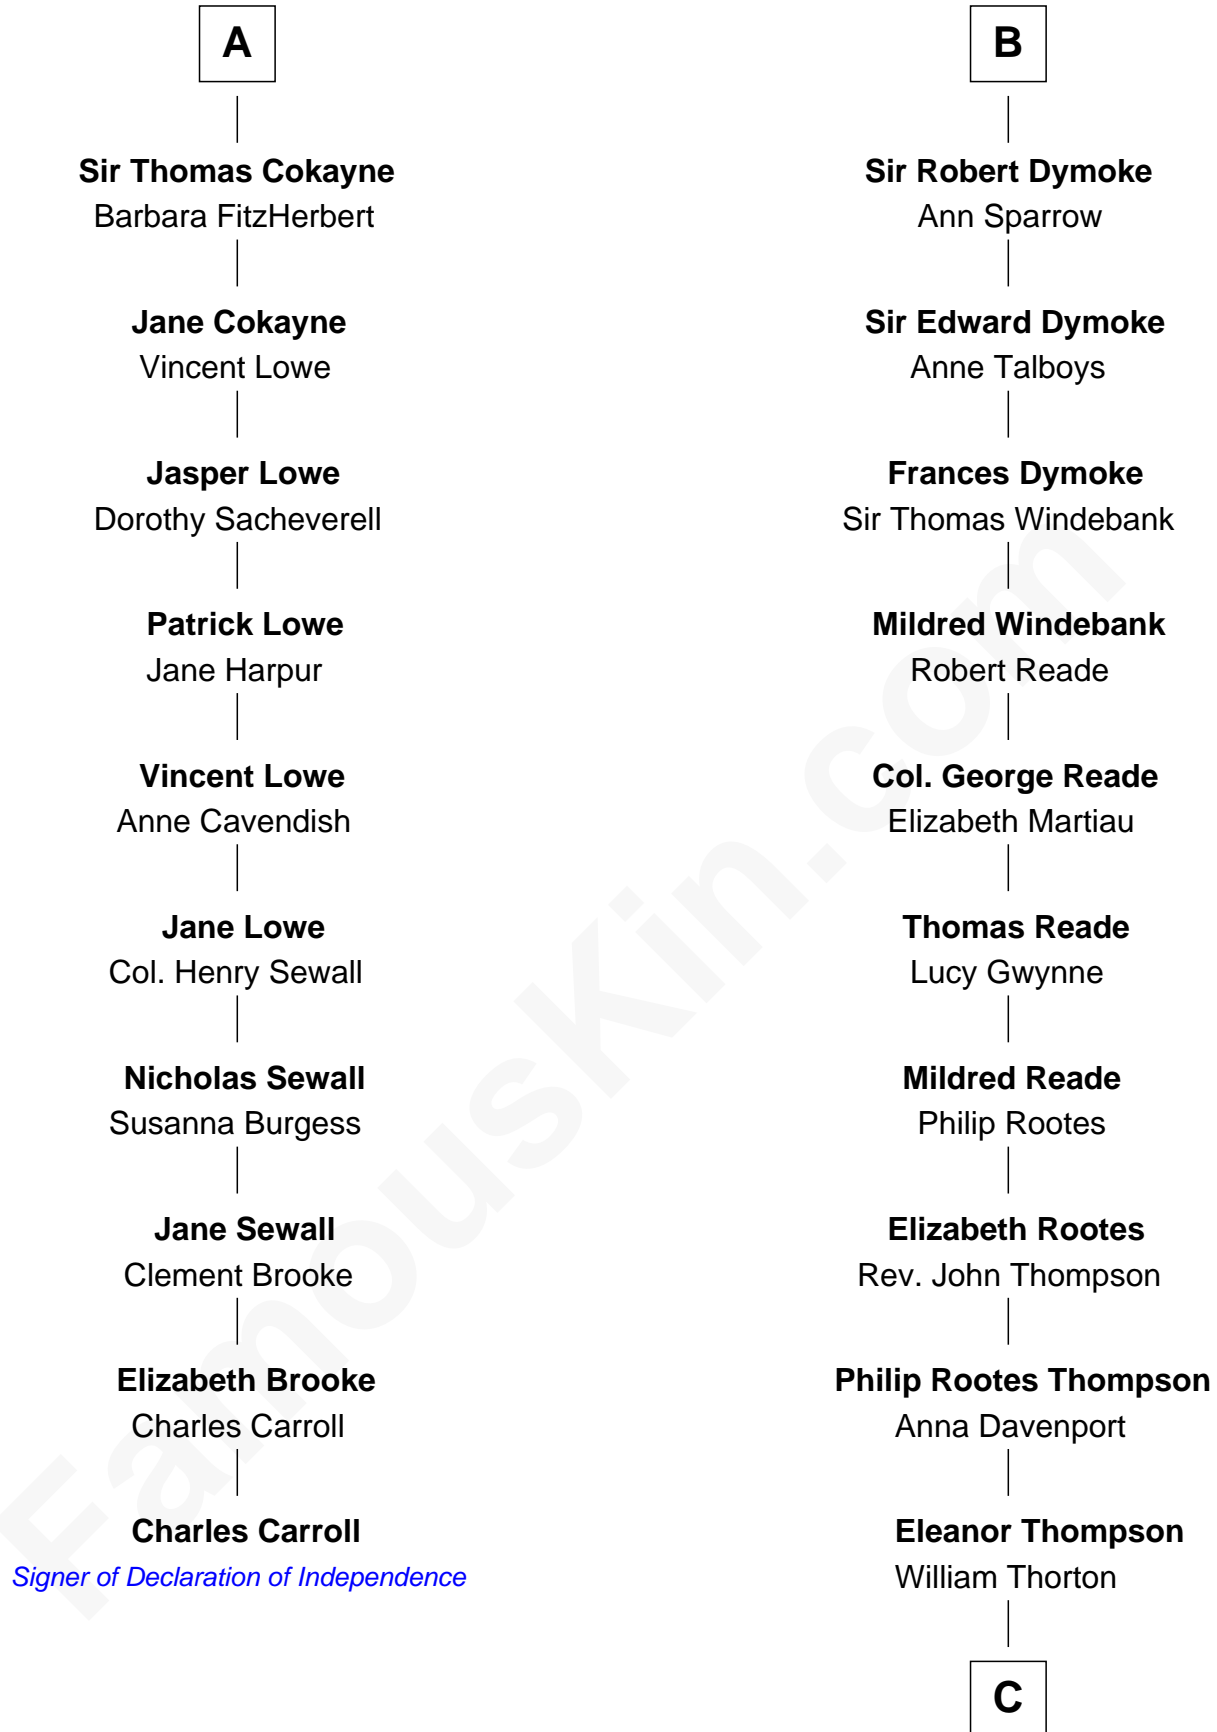 A
Sir Thomas Cokayne
Barbara FitzHerbert
Jane Cokayne
Vincent Lowe
Jasper Lowe
Dorothy Sacheverell
Patrick Lowe
Jane Harpur
Vincent Lowe
Anne Cavendish
Jane Lowe
Col. Henry Sewall
Nicholas Sewall
Susanna Burgess
Jane Sewall
Clement Brooke
Elizabeth Brooke
Charles Carroll
Charles Carroll
Signer of Declaration of Independence
B
Sir Robert Dymoke
Ann Sparrow
Sir Edward Dymoke
Anne Talboys
Frances Dymoke
Sir Thomas Windebank
Mildred Windebank
Robert Reade
Col. George Reade
Elizabeth Martiau
Thomas Reade
Lucy Gwynne
Mildred Reade
Philip Rootes
Elizabeth Rootes
Rev. John Thompson
Philip Rootes Thompson
Anna Davenport
Eleanor Thompson
William Thorton
C
FamousKin.com